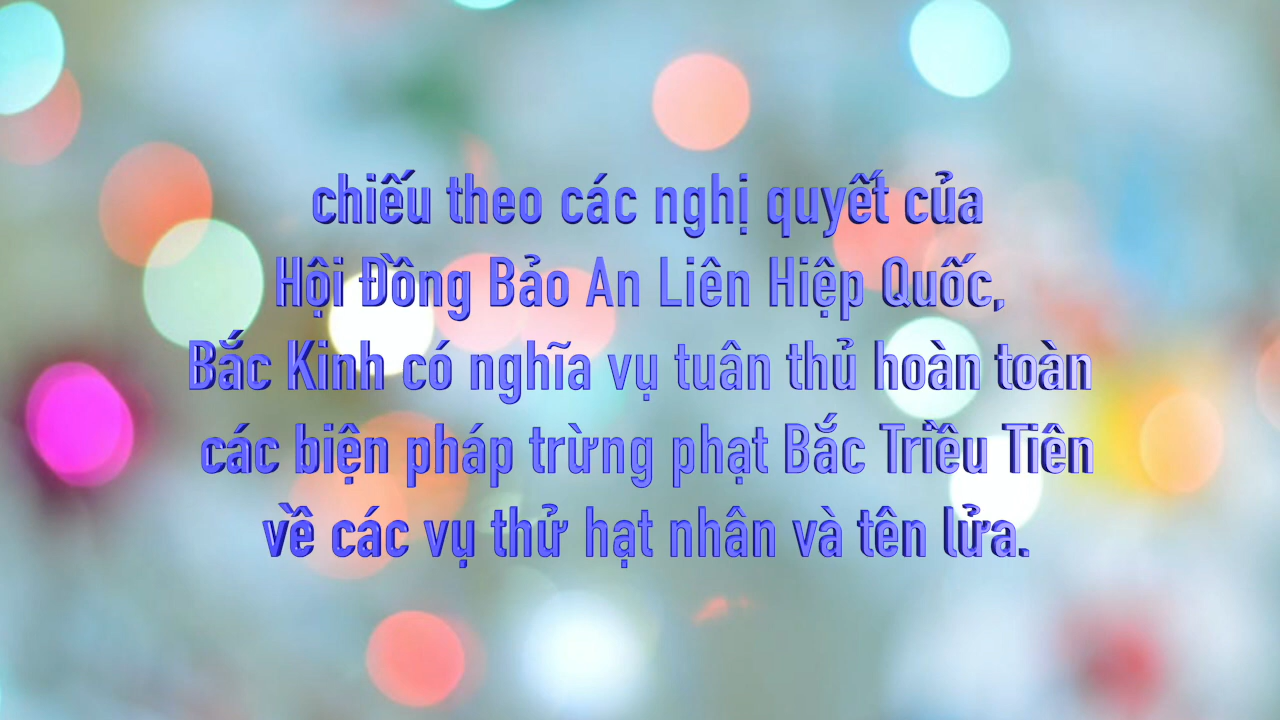 chiếu theo các nghị quyết của
Hội Đồng Bảo An Liên Hiệp Quốc,
Bắc Kinh có nghĩa vụ tuân thủ hoàn toàn
các biện pháp trừng phạt Bắc Triều Tiên
về các vụ thử hạt nhân và tên lửa.